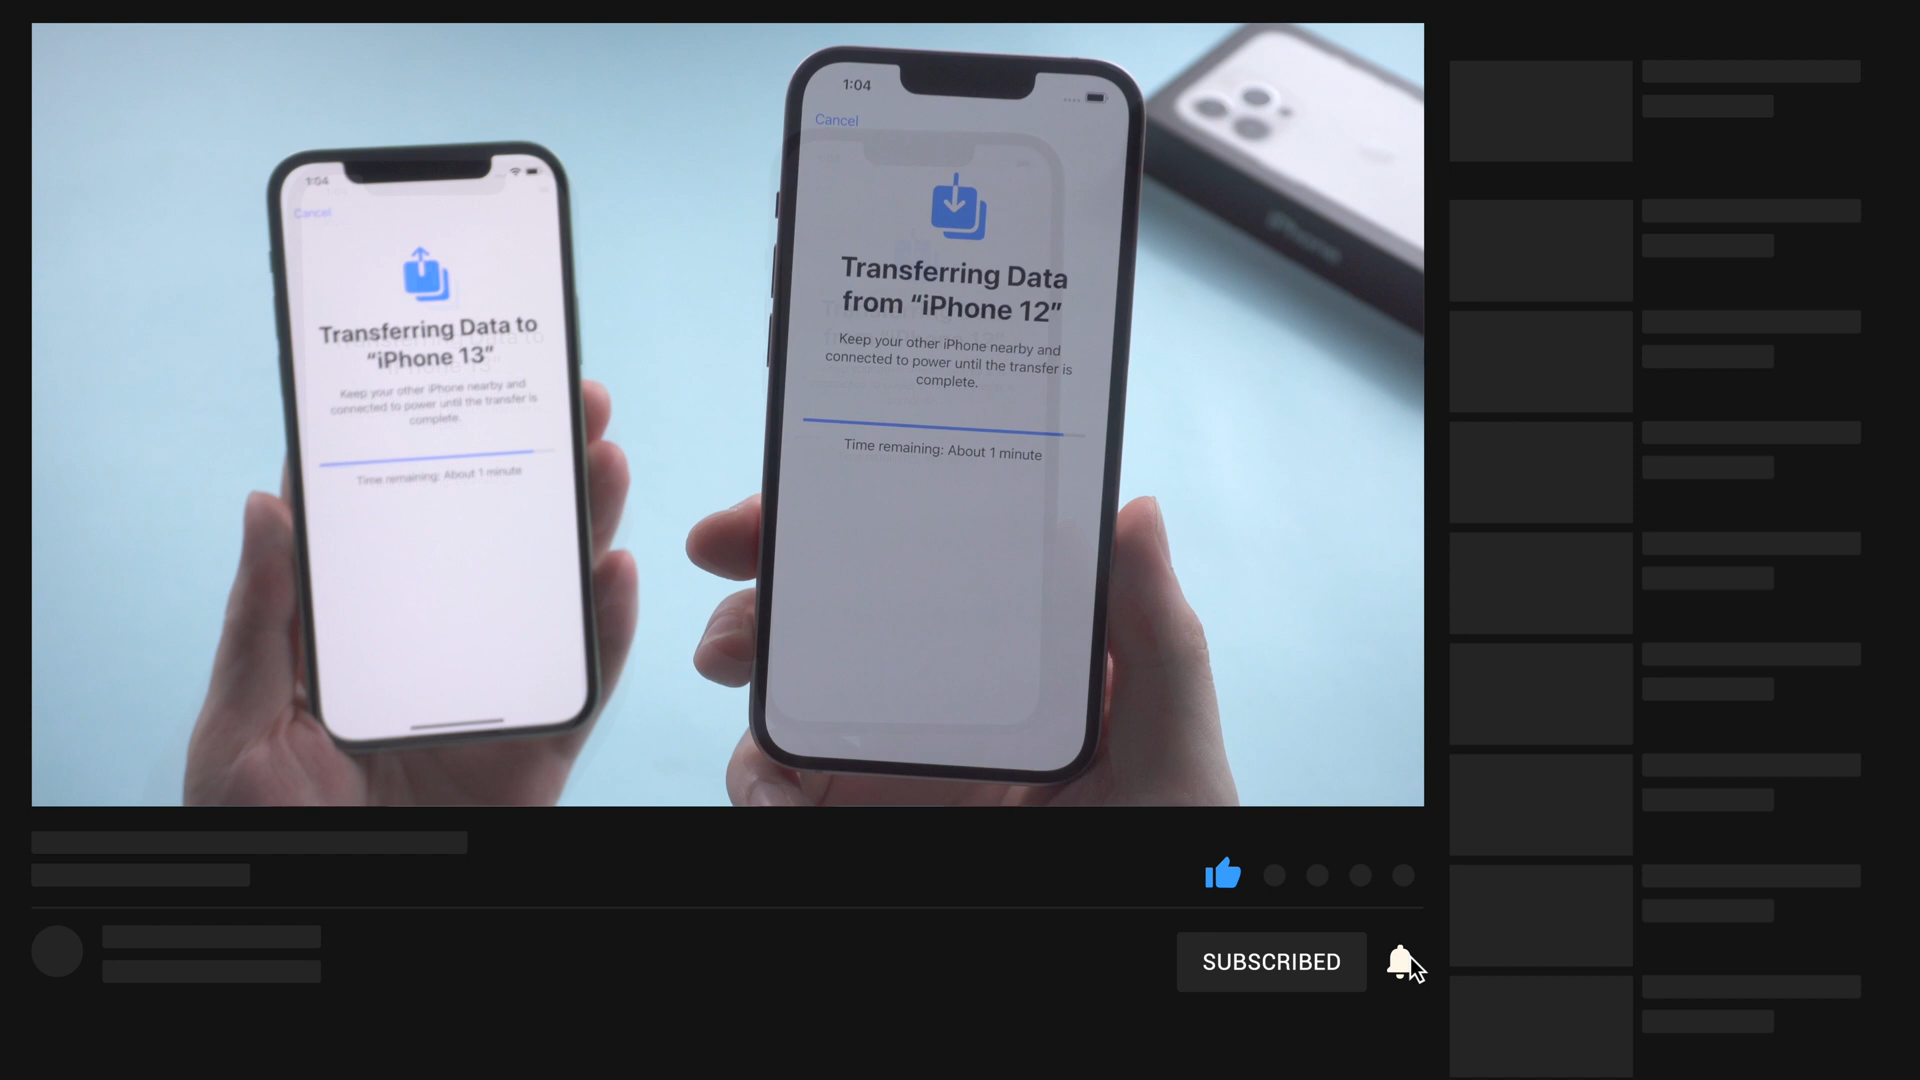 1:04
Cancel
Transferring Data to
“iPhone 13”
Keep your other iPhone nearby and
connected to power until the transfer is
complete.
Time remaining: About 1 minute
1:04
Cancel
Transferring Data
from “iPhone 12”
Keep your other iPhone nearby and
connected to power until the transfer is
complete.
Time remaining: About 1 minute
iPhone
SUBSCRIBED